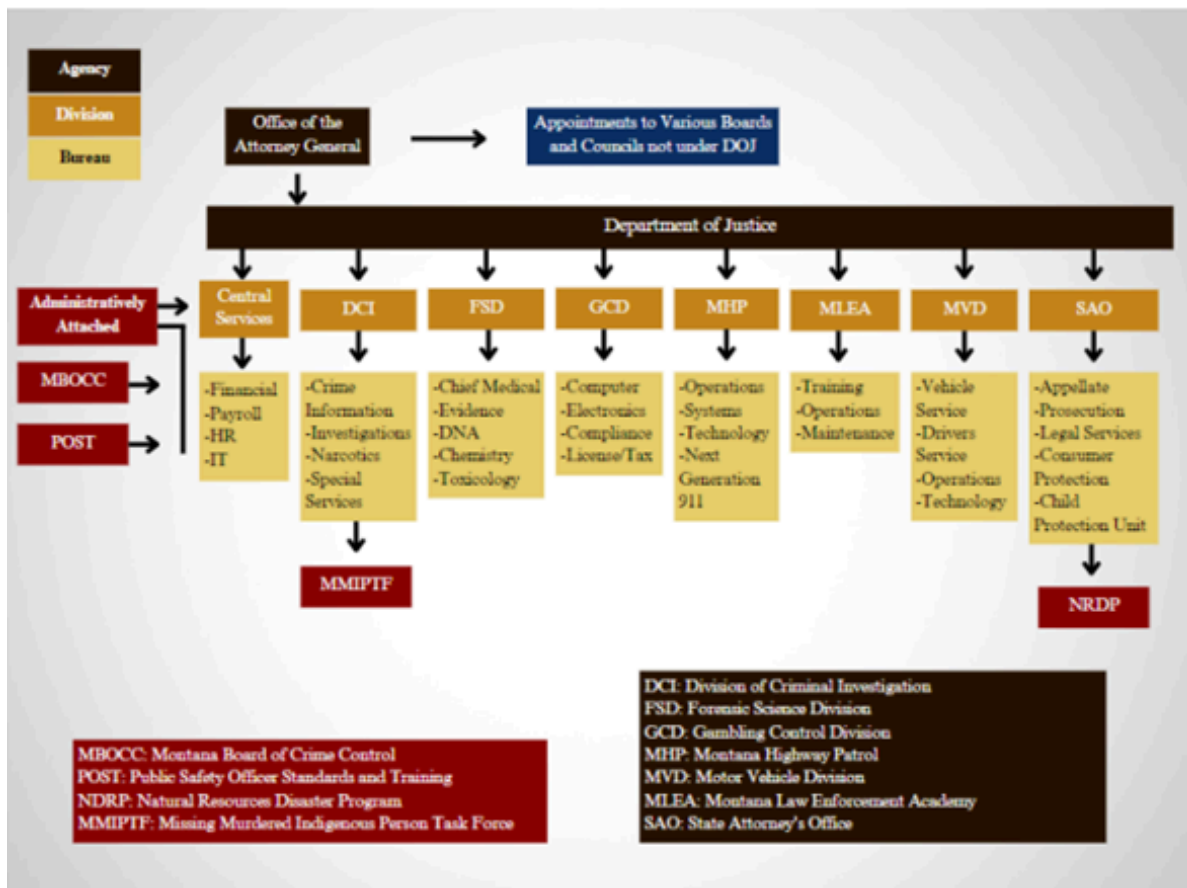 Agency
Division
Bureau
Office of the
Attorney General
Appointments to Various Boards
and Councils not under DOJ
Department of Justice
Administratively
Attached
MBOCC
POST
Central
Services
DCI
FSD
GCD
MHP
MLEA
MVD
SAO
-Financial
-Payroll
-HR
-IT
-Crime
Information
-Investigations
-Narcotics
-Special
Services
-Chief Medical
-Evidence
-DNA
-Chemistry
-Toxicology
-Computer
-Electronics
-Compliance
-License/Tax
-Operations
-Systems
-Technology
-Next
Generation
911
-Training
-Operations
-Maintenance
-Vehicle
Service
-Drivers
Service
-Operations
-Technology
-Appellate
-Prosecution
-Legal Services
-Consumer
Protection
-Child
Protection Unit
MMIPTF
NRDP
MBOCC: Montana Board of Crime Control
POST: Public Safety Officer Standards and Training
NDRP: Natural Resources Disaster Program
MMIPTF: Missing Murdered Indigenous Person Task Force
DCI: Division of Criminal Investigation
FSD: Forensic Science Division
GCD: Gambling Control Division
MHP: Montana Highway Patrol
MVD: Motor Vehicle Division
MLEA: Montana Law Enforcement Academy
SAO: State Attorney's Office